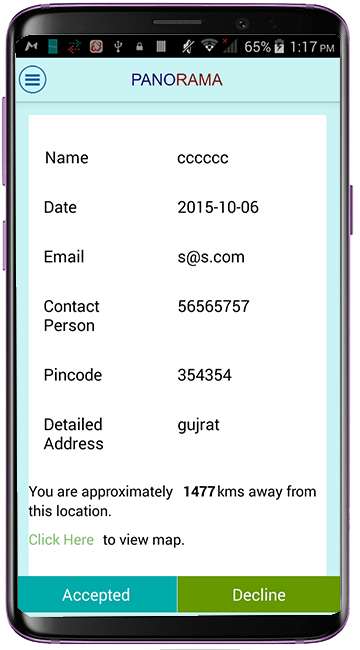 65% 1:17 PM
PANORAMA
Name cccccc
Date 2015-10-06
Email s@s.com
Contact 56565757
Person
Pincode 354354
Detailed gujrat
Address
You are approximately 1477 kms away from
this location.
Click Here to view map.
Accepted Decline